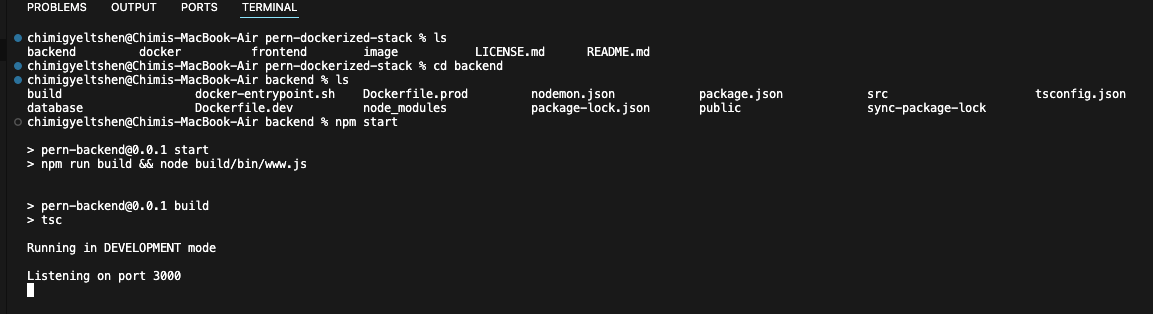 PROBLEMS OUTPUT PORTS TERMINAL
chimigyeltshen@Chimis-MacBook-Air pern-dockerized-stack % ls
backend docker frontend image LICENSE.md README.md
chimigyeltshen@Chimis-MacBook-Air pern-dockerized-stack % cd backend
chimigyeltshen@Chimis-MacBook-Air backend % ls
build docker-entrypoint.sh Dockerfile.prod nodemon.json package.json src tsconfig.json
database Dockerfile.dev node_modules package-lock.json public sync-package-lock
chimigyeltshen@Chimis-MacBook-Air backend % npm start
> pern-backend@0.0.1 start
> npm run build && node build/bin/www.js
> pern-backend@0.0.1 build
> tsc
Running in DEVELOPMENT mode
Listening on port 3000